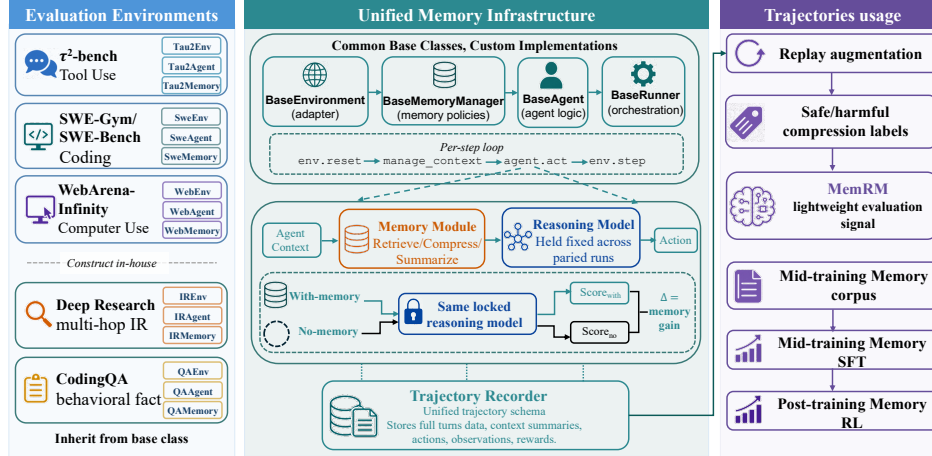 Evaluation Environments
τ²-bench
Tool Use
Tau2Env
Tau2Agent
Tau2Memory
SWE-Gym/
SWE-Bench
Coding
SweEnv
SweAgent
SweMemory
WebArena-
Infinity
Computer Use
WebEnv
WebAgent
WebMemory
Construct in-house
Deep Research
multi-hop IR
IREnv
IRAgent
IRMemory
CodingQA
behavioral fact
QAEnv
QAAgent
QAMemory
Inherit from base class
Unified Memory Infrastructure
Common Base Classes, Custom Implementations
BaseEnvironment
(adapter)
BaseMemoryManager
(memory policies)
BaseAgent
(agent logic)
BaseRunner
(orchestration)
Per-step loop
env.reset manage_context agent.act env.step
Agent
Context
Memory Module
Retrieve/Compress/
Summarize
Reasoning Model
Held fixed across
paried runs
Action
With-memory
No-memory
Same locked
reasoning model
Score_with
Score_no
Δ =
memory
gain
Trajectory Recorder
Unified trajectory schema
Stores full turns data, context summaries,
actions, observations, rewards.
Trajectories usage
Replay augmentation
Safe/harmful
compression labels
MemRM
lightweight evaluation
signal
Mid-training Memory
corpus
Mid-training Memory
SFT
Post-training Memory
RL